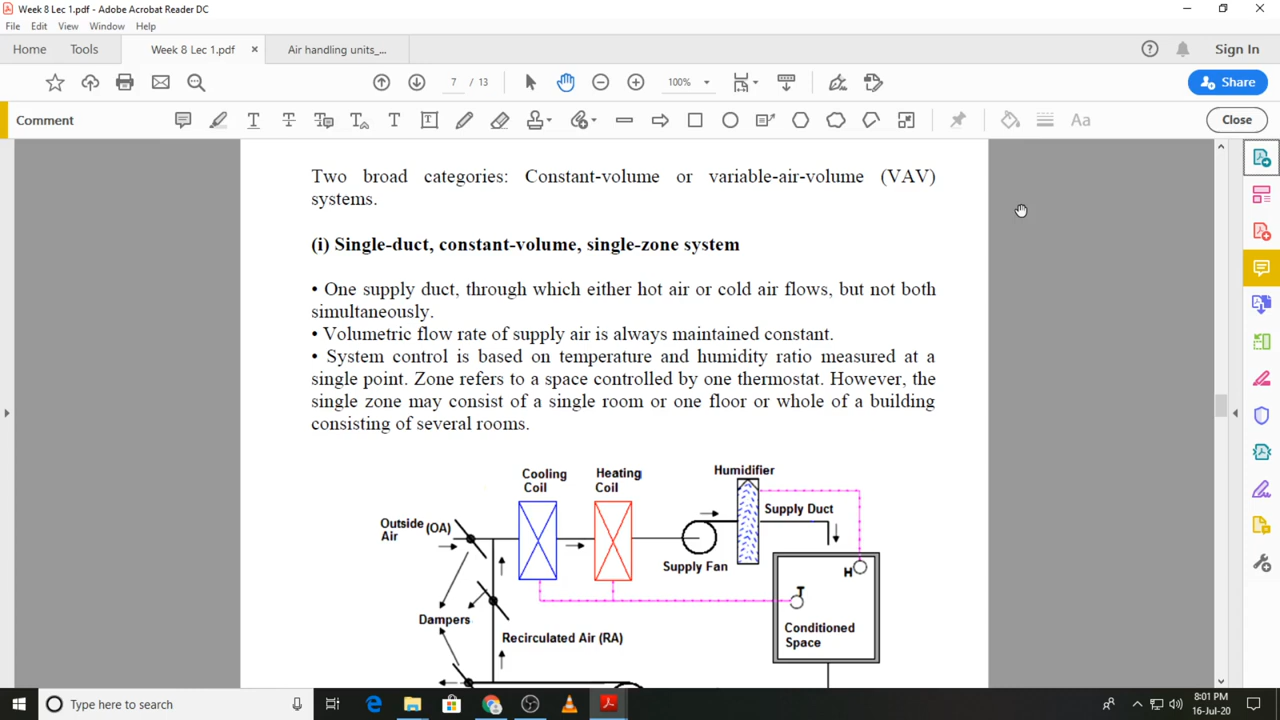 Week 8 Lec 1.pdf - Adobe Acrobat Reader DC
File Edit View Window Help
Home Tools Week 8 Lec 1.pdf × Air handling units_... Sign In
7 / 13 100% Share
Comment Aa Close
Two broad categories: Constant-volume or variable-air-volume (VAV)
systems.
(i) Single-duct, constant-volume, single-zone system
• One supply duct, through which either hot air or cold air flows, but not both
simultaneously.
• Volumetric flow rate of supply air is always maintained constant.
• System control is based on temperature and humidity ratio measured at a
single point. Zone refers to a space controlled by one thermostat. However, the
single zone may consist of a single room or one floor or whole of a building
consisting of several rooms.
Cooling
Coil
Heating
Coil
Humidifier
Supply Duct
Outside
Air
(OA)
Supply Fan
H
T
Conditioned
Space
Dampers
Recirculated Air (RA)
Type here to search
8:01 PM
16-Jul-20